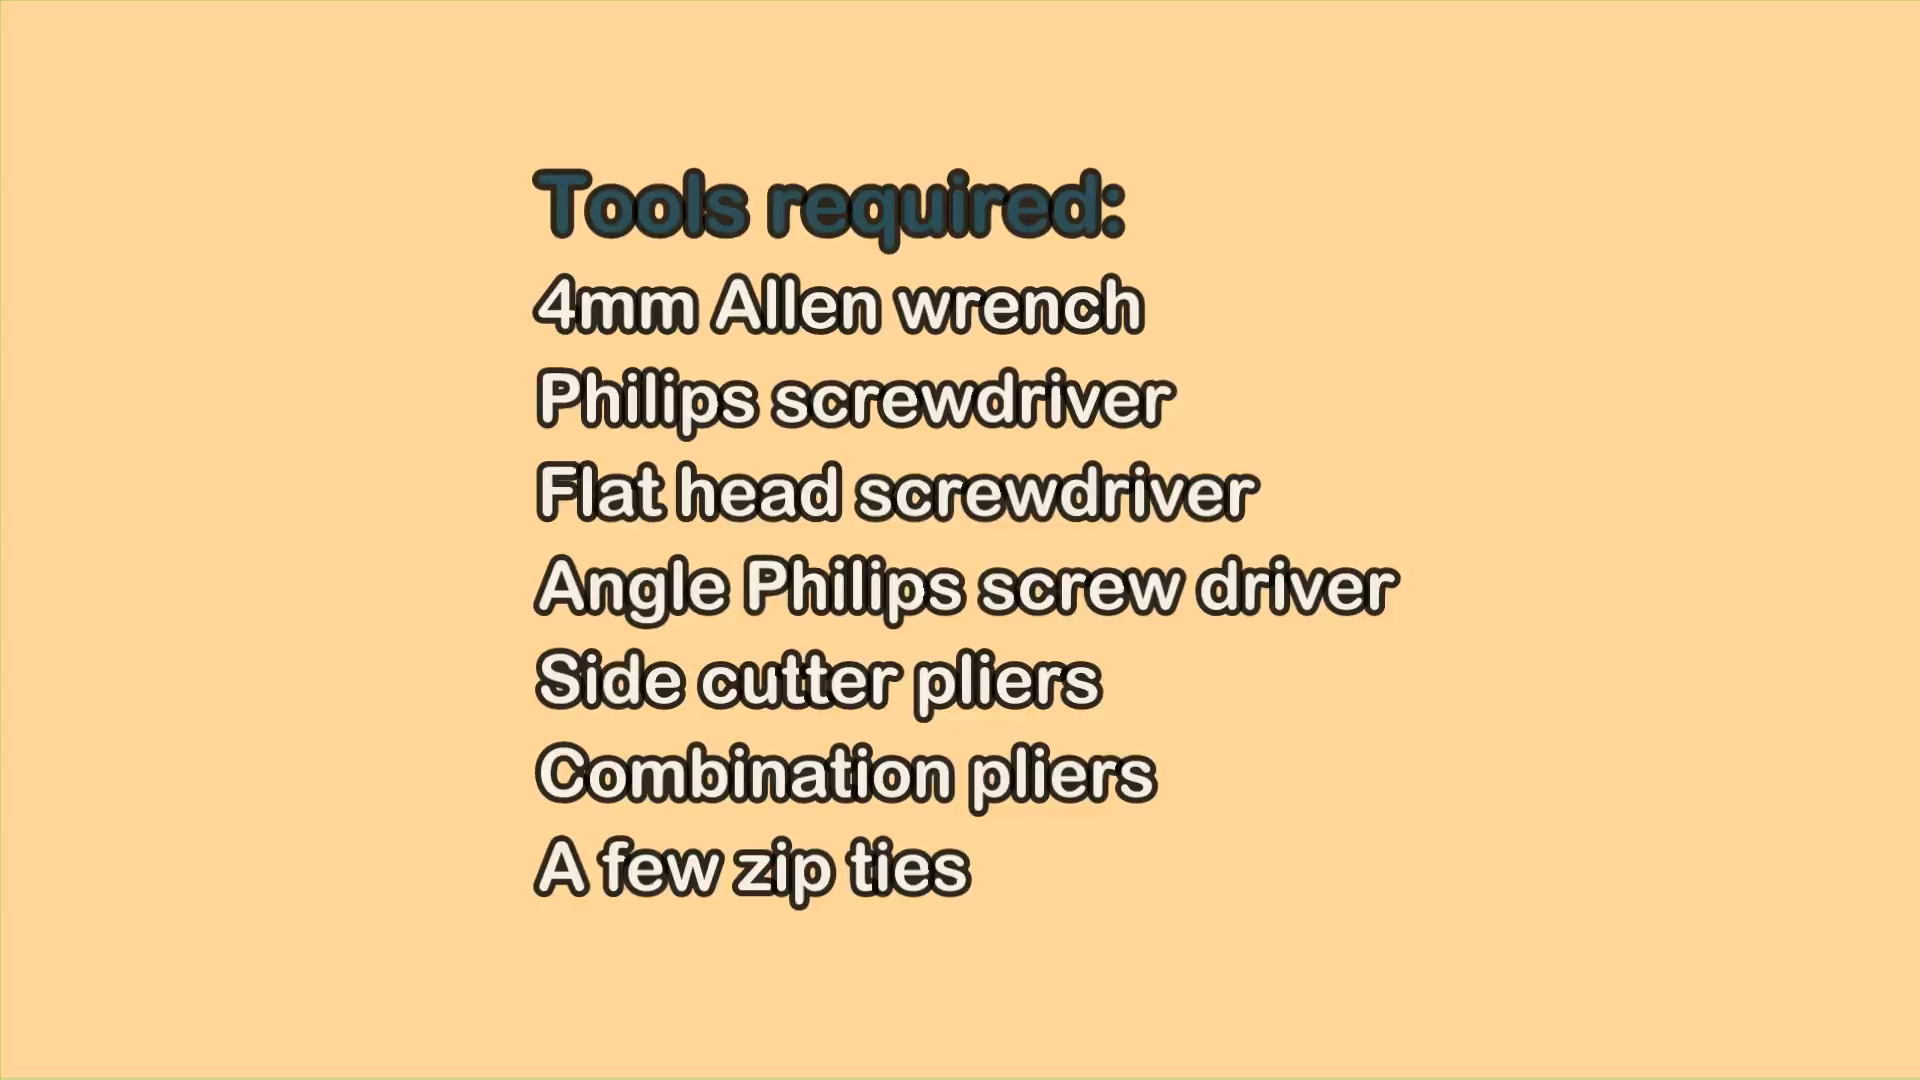 Tools required:
4mm Allen wrench
Philips screwdriver
Flat head screwdriver
Angle Philips screw driver
Side cutter pliers
Combination pliers
A few zip ties